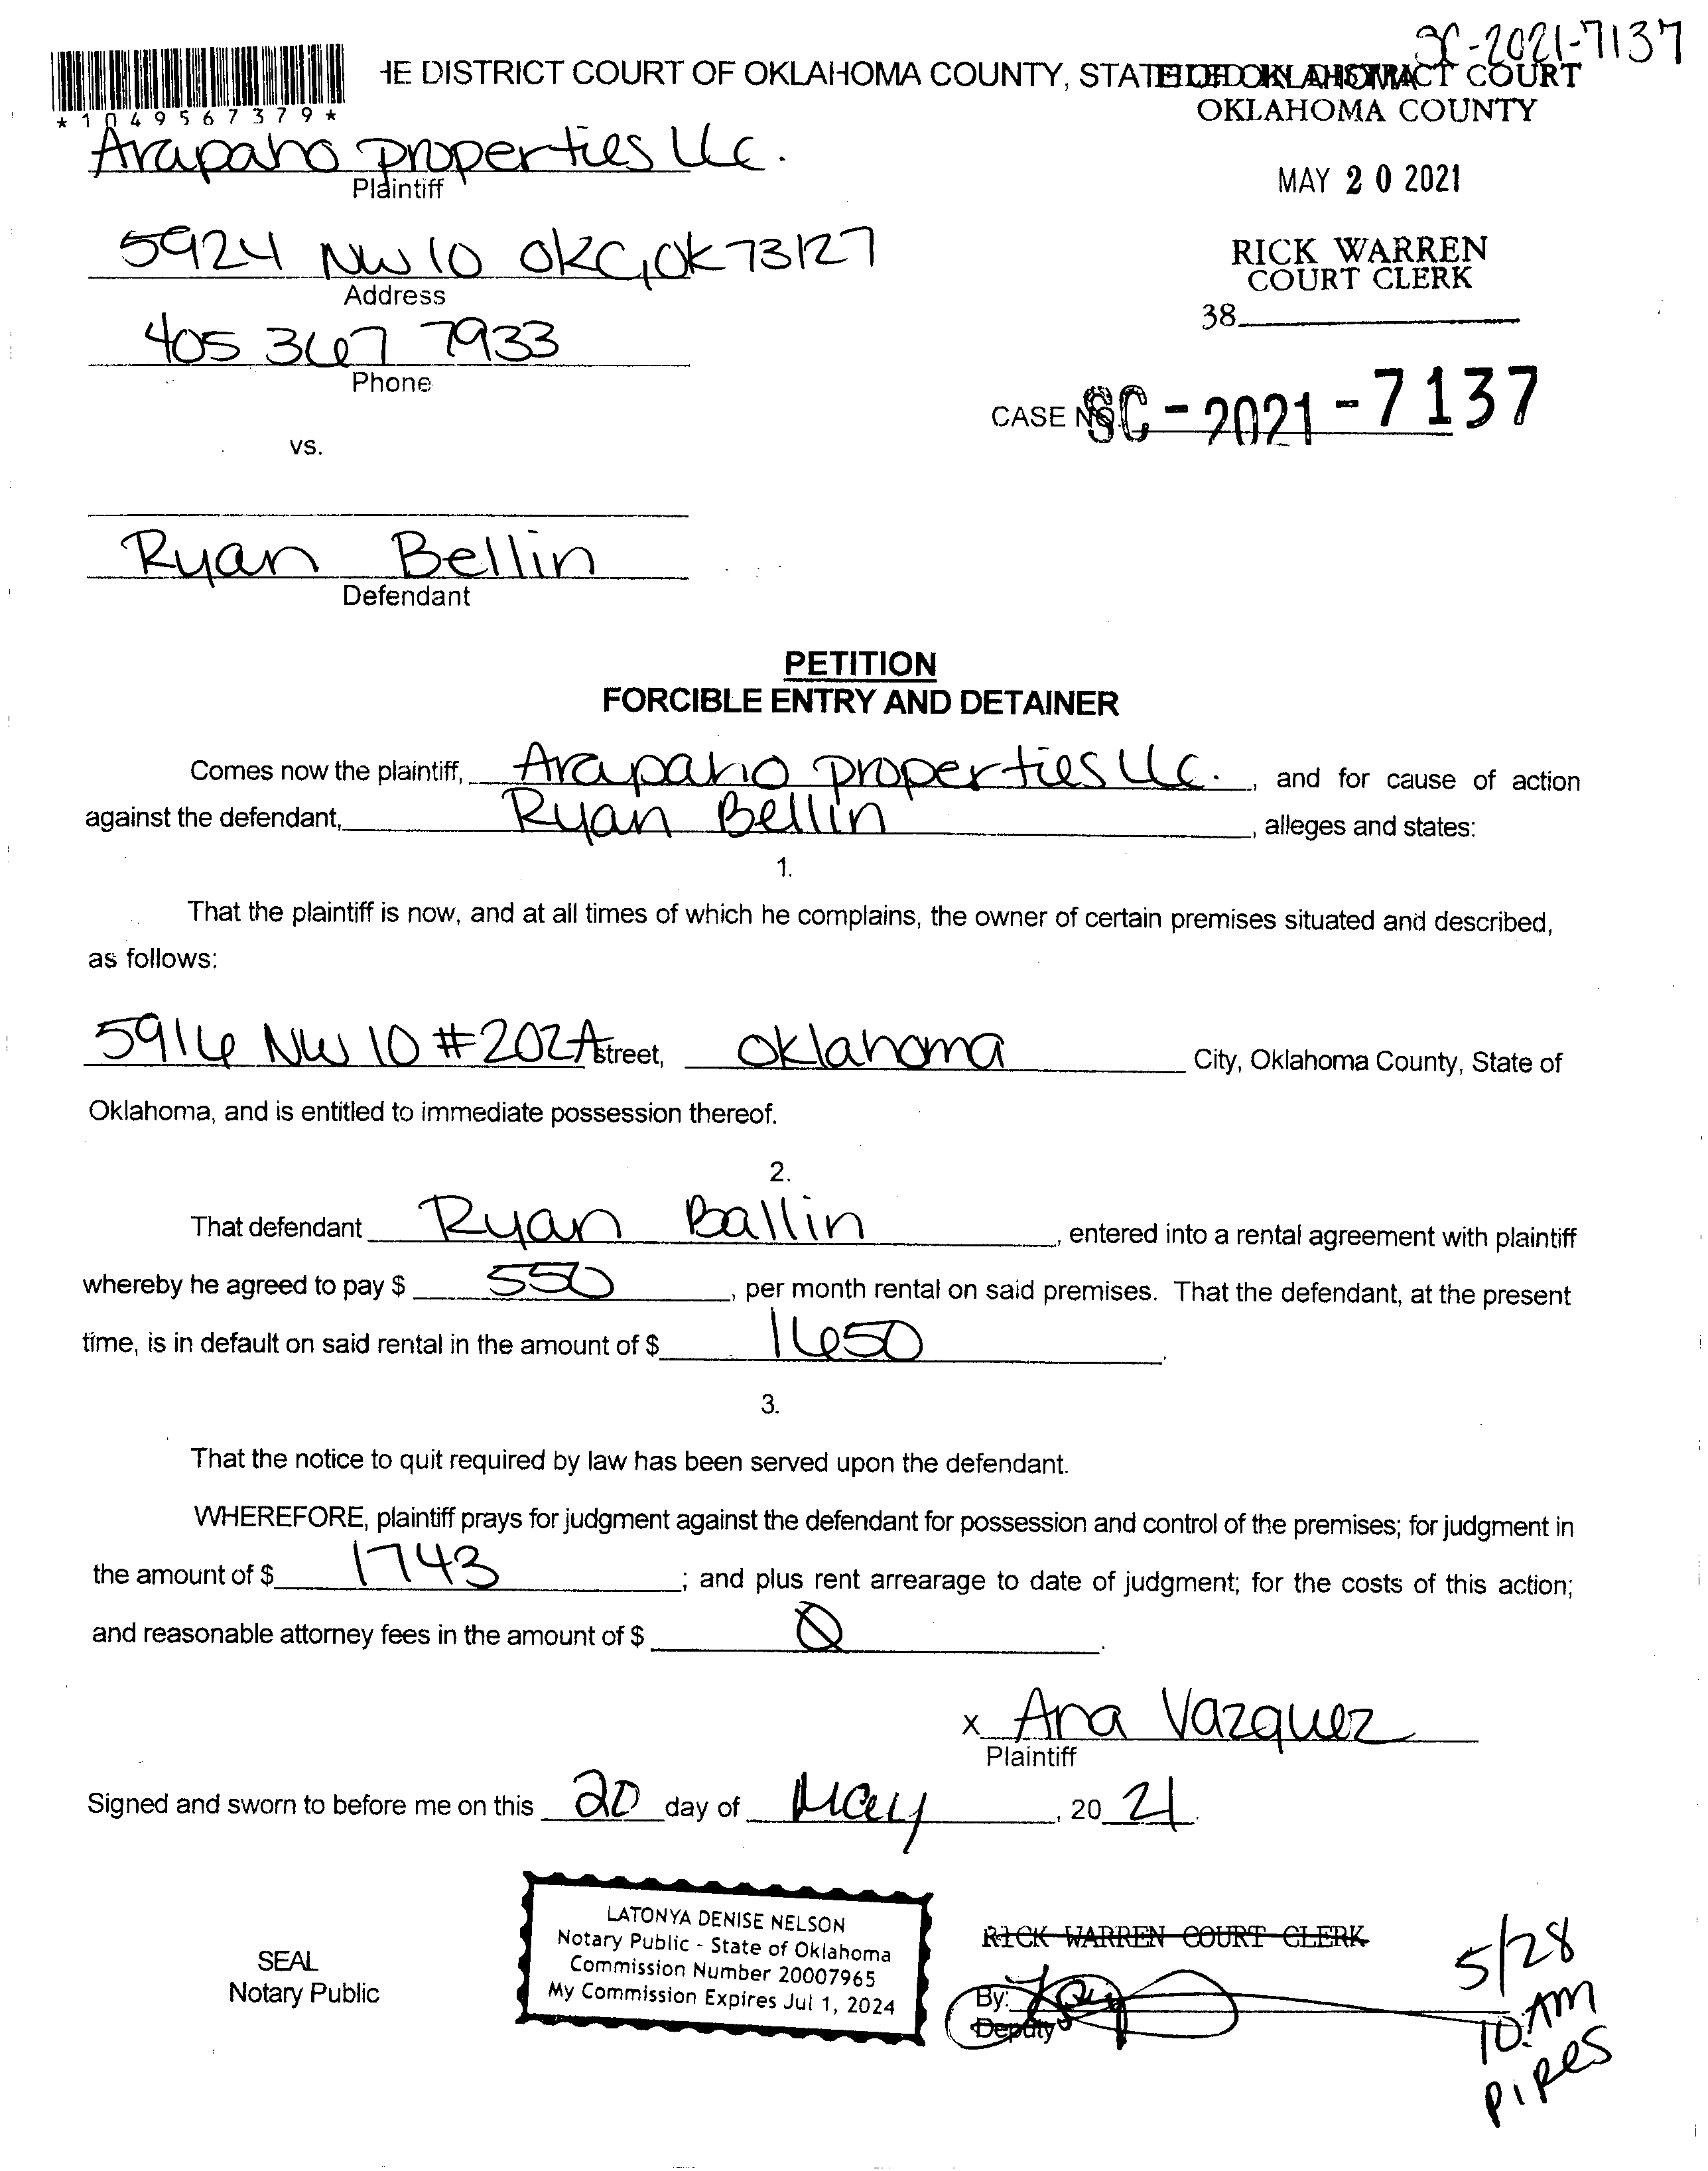 SC-2021-7137
HE DISTRICT COURT OF OKLAHOMA COUNTY, STATE OF OKLAHOMA
FILED IN DISTRICT COURT
OKLAHOMA COUNTY
*1049567379*
Arapaho properties llc.
Plaintiff
MAY 20 2021
5924 NW 10 OKC, OK 73127
Address
RICK WARREN
COURT CLERK
38
405 367 7933
Phone
CASE NO. SC-2021-7137
vs.
Ryan Bellin
Defendant
PETITION
FORCIBLE ENTRY AND DETAINER
Comes now the plaintiff, Arapaho properties llc. , and for cause of action
against the defendant, Ryan Bellin , alleges and states:
1.
That the plaintiff is now, and at all times of which he complains, the owner of certain premises situated and described,
as follows:
5916 NW 10 #202A street, Oklahoma City, Oklahoma County, State of
Oklahoma, and is entitled to immediate possession thereof.
2.
That defendant Ryan Ballin , entered into a rental agreement with plaintiff
whereby he agreed to pay $ 550 , per month rental on said premises. That the defendant, at the present
time, is in default on said rental in the amount of $ 1650 .
3.
That the notice to quit required by law has been served upon the defendant.
WHEREFORE, plaintiff prays for judgment against the defendant for possession and control of the premises; for judgment in
the amount of $ 1743 ; and plus rent arrearage to date of judgment; for the costs of this action;
and reasonable attorney fees in the amount of $ 0 .
x Ana Vazquez
Plaintiff
Signed and sworn to before me on this 20 day of May , 20 21.
SEAL
Notary Public
LATONYA DENISE NELSON
Notary Public - State of Oklahoma
Commission Number 20007965
My Commission Expires Jul 1, 2024
RICK WARREN COURT CLERK
By:
Deputy
5/28
10:AM
PIRES